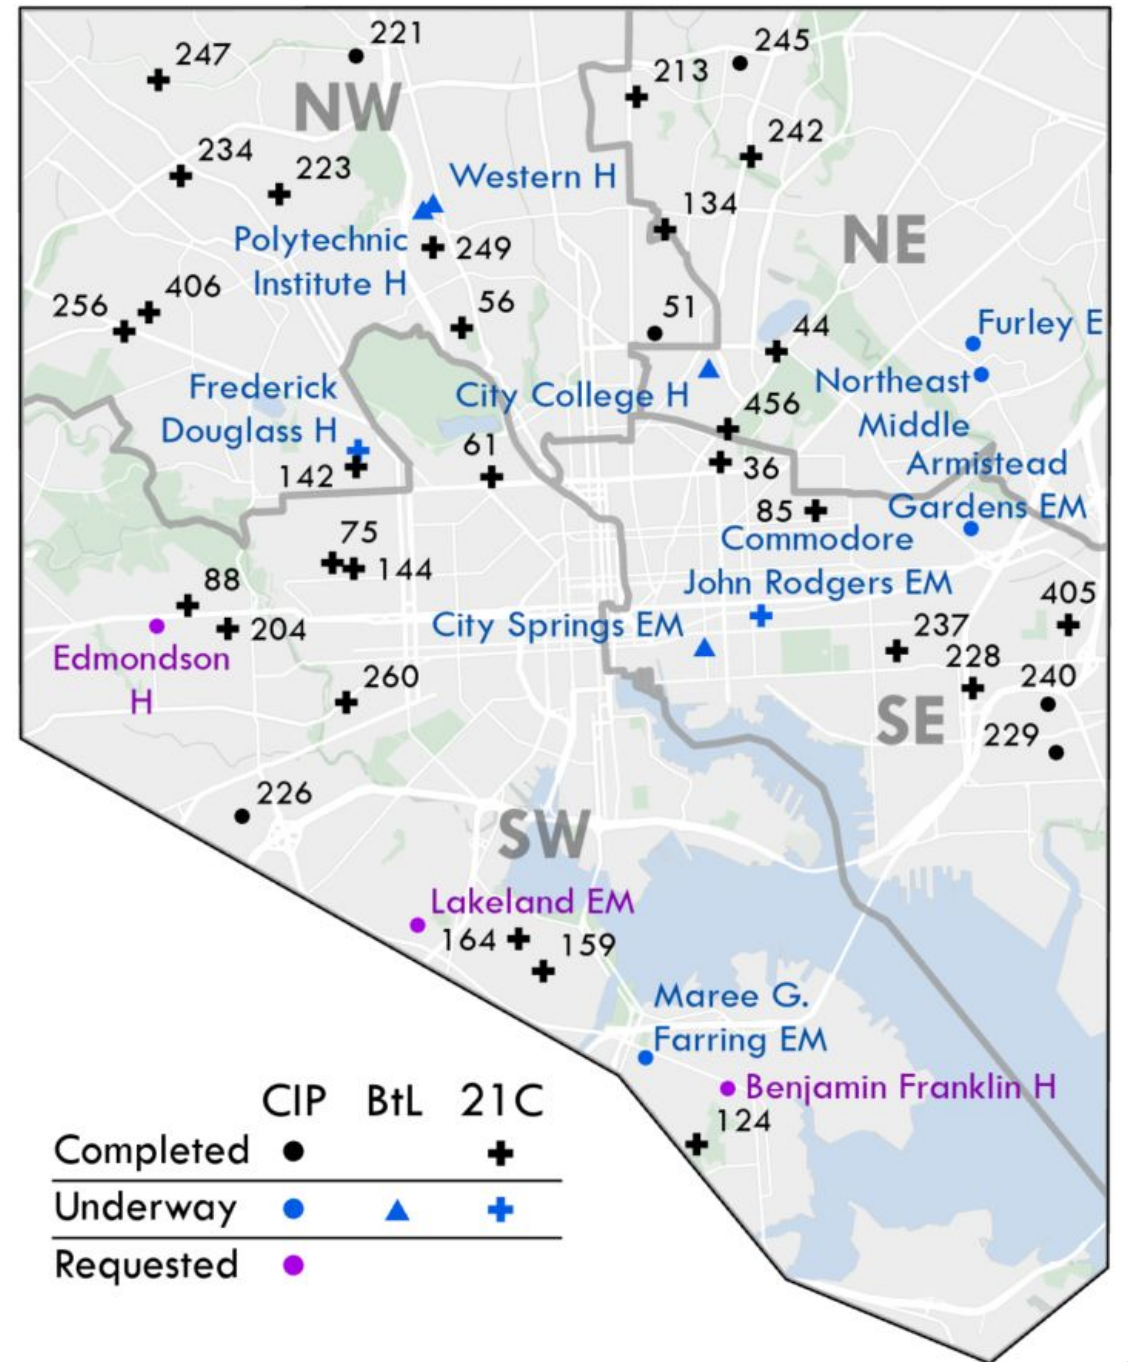 221
247
245
213
NW
242
234
223
Western H
134
Polytechnic
Institute H
249
NE
406
256
56
51
44
Furley E
Frederick
Douglass H
City College H
Northeast
Middle
456
61
142
36
Armistead
Gardens EM
85
75
144
Commodore
John Rodgers EM
88
204
City Springs EM
405
237
228
Edmondson
H
260
240
SE
229
226
SW
Lakeland EM
164
159
Maree G.
Farring EM
Benjamin Franklin H
124
CIP BtL 21C
Completed
Underway
Requested